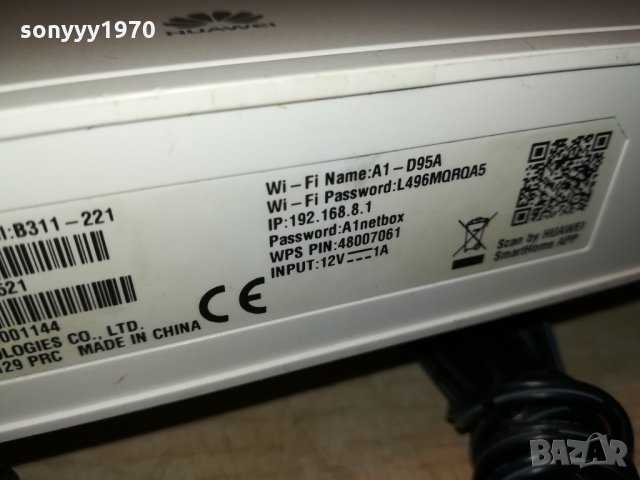 sonyyy1970
HUAWEI
:B311-221
521
001144
OLOGIES CO., LTD.
129 PRC MADE IN CHINA
CE
Wi-Fi Name:A1-D95A
Wi-Fi Password:L496MQRQA5
IP:192.168.8.1
Password:A1netbox
WPS PIN:48007061
INPUT:12V⎓1A
Scan by HUAWEI
SmartHome APP
BAZAR